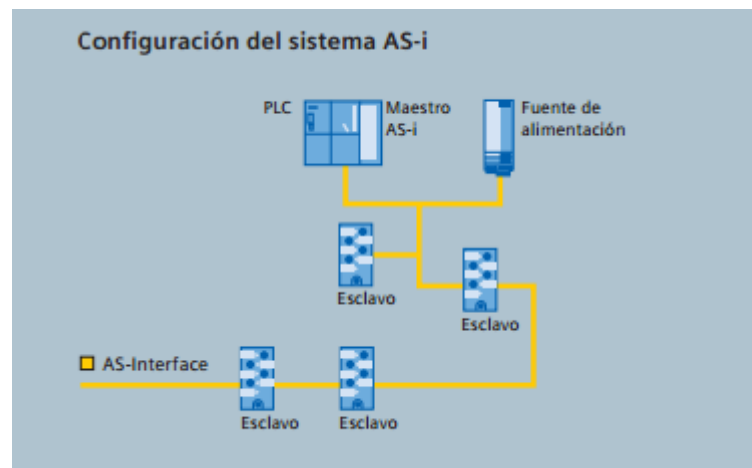 Configuración del sistema AS-i
PLC
Maestro
AS-i
Fuente de
alimentación
Esclavo
Esclavo
AS-Interface
Esclavo
Esclavo